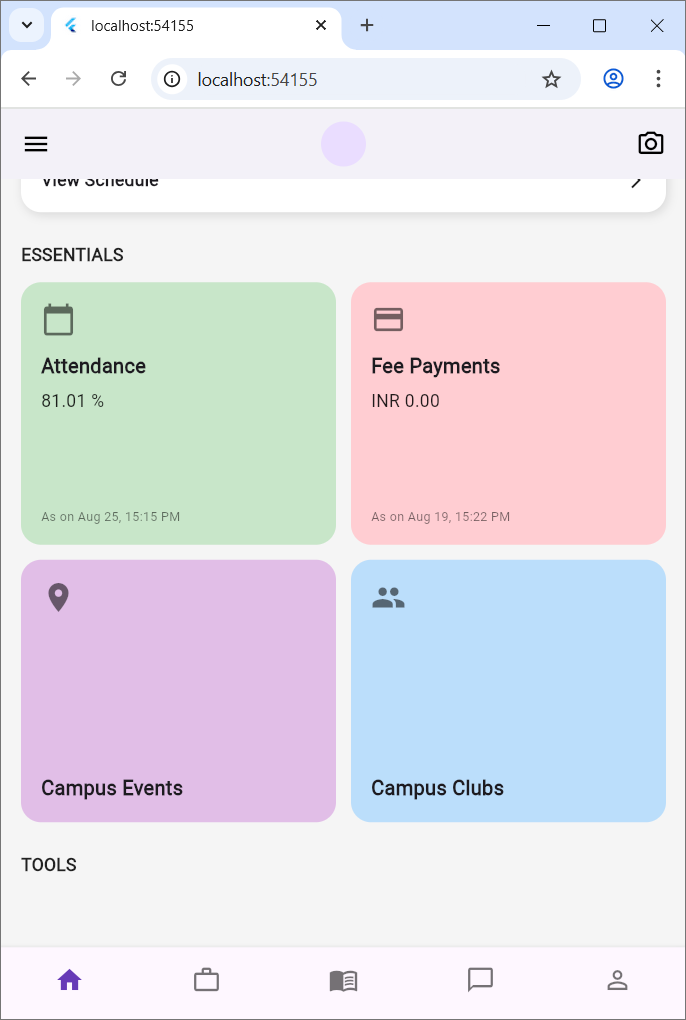 localhost:54155
localhost:54155
View Schedule
ESSENTIALS
Attendance
81.01 %
As on Aug 25, 15:15 PM
Fee Payments
INR 0.00
As on Aug 19, 15:22 PM
Campus Events
Campus Clubs
TOOLS